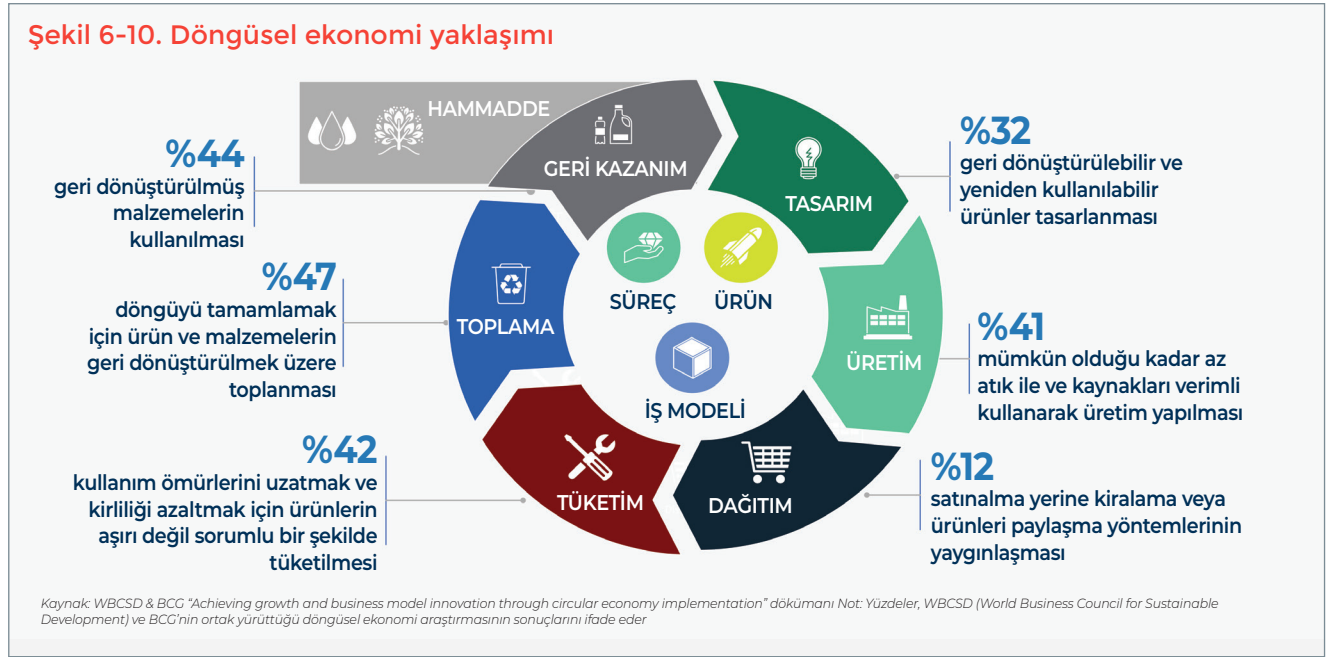 Şekil 6-10. Döngüsel ekonomi yaklaşımı
HAMMADDE
GERİ KAZANIM
%44
geri dönüştürülmüş
malzemelerin
kullanılması
TASARIM
%32
geri dönüştürülebilir ve
yeniden kullanılabilir
ürünler tasarlanması
SÜREÇ
ÜRÜN
İŞ MODELİ
TOPLAMA
%47
döngüyü tamamlamak
için ürün ve malzemelerin
geri dönüştürülmek üzere
toplanması
ÜRETİM
%41
mümkün olduğu kadar az
atık ile ve kaynakları verimli
kullanarak üretim yapılması
TÜKETİM
%42
kullanım ömürlerini uzatmak ve
kirliliği azaltmak için ürünlerin
aşırı değil sorumlu bir şekilde
tüketilmesi
DAĞITIM
%12
satınalma yerine kiralama veya
ürünleri paylaşma yöntemlerinin
yaygınlaşması
Kaynak: WBCSD & BCG “Achieving growth and business model innovation through circular economy implementation” dökümanı Not: Yüzdeler, WBCSD (World Business Council for Sustainable
Development) ve BCG’nin ortak yürüttüğü döngüsel ekonomi araştırmasının sonuçlarını ifade eder